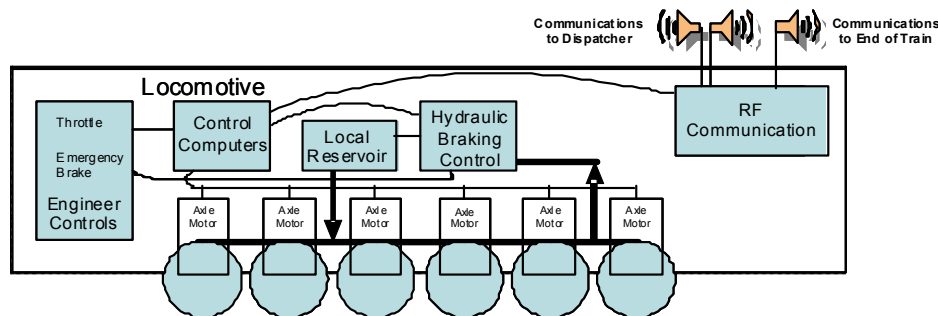 Communications
to Dispatcher
Communications
to End of Train
Locomotive
Throttle
Emergency
Brake
Engineer
Controls
Control
Computers
Local
Reservoir
Hydraulic
Braking
Control
RF
Communication
Axle
Motor
Axle
Motor
Axle
Motor
Axle
Motor
Axle
Motor
Axle
Motor